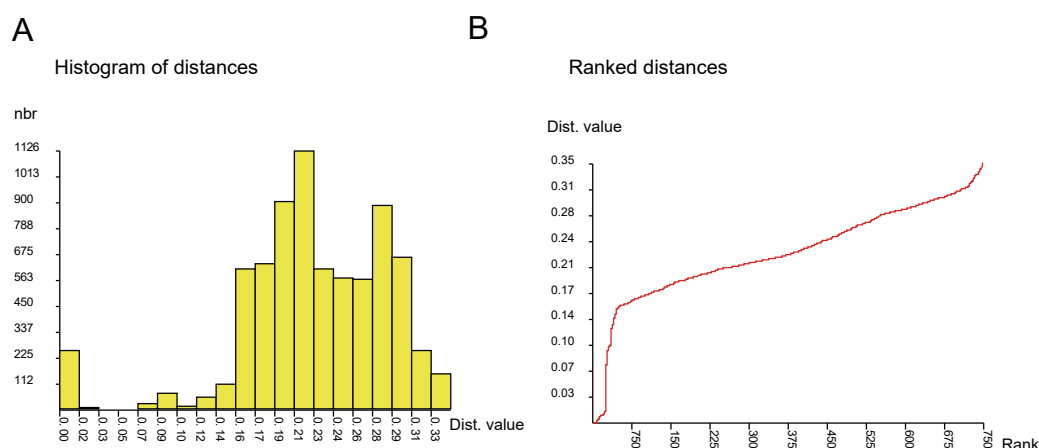 A
Histogram of distances
nbr
1126
1013
900
788
675
563
450
337
225
112
0.00 0.02 0.03 0.05 0.07 0.09 0.10 0.12 0.14 0.16 0.17 0.19 0.21 0.23 0.24 0.26 0.28 0.29 0.31 0.33
Dist. value
B
Ranked distances
Dist. value
0.35
0.31
0.28
0.24
0.21
0.17
0.14
0.10
0.07
0.03
750 150 225 300 375 450 525 600 675 750
Rank